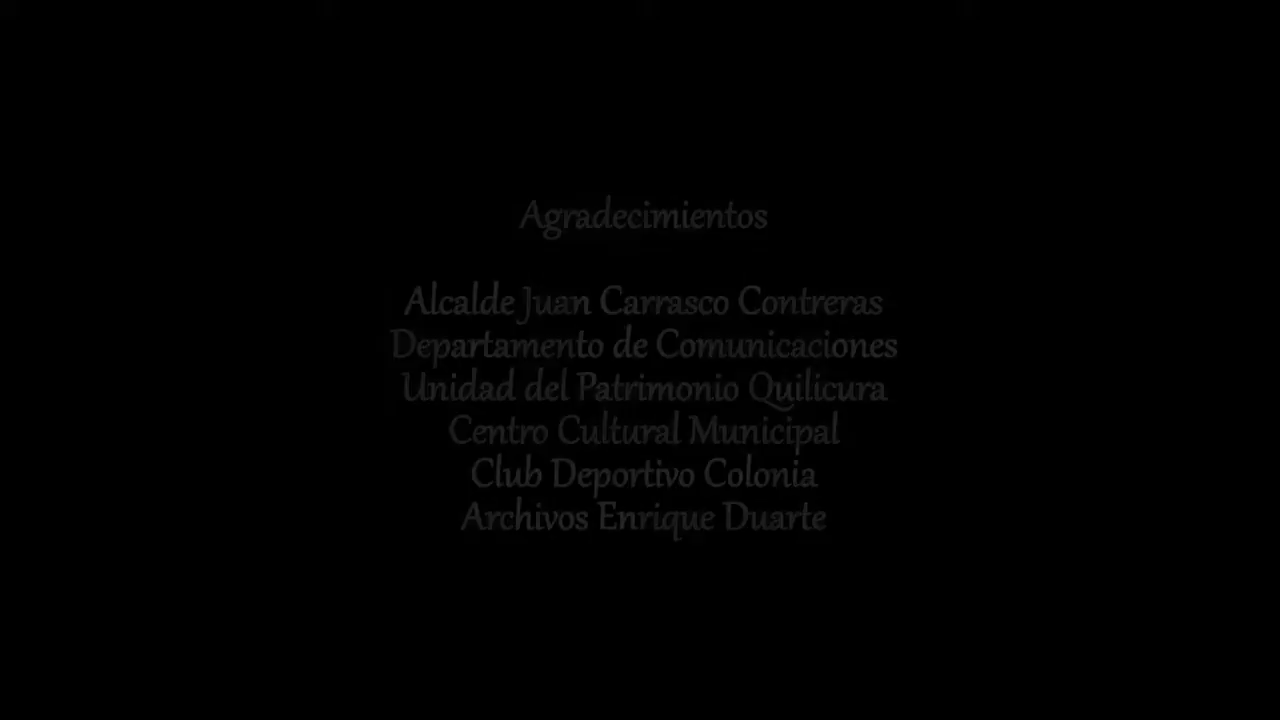 Agradecimientos
Alcalde Juan Carrasco Contreras
Departamento de Comunicaciones
Unidad del Patrimonio Quilicura
Centro Cultural Municipal
Club Deportivo Colonia
Archivos Enrique Duarte